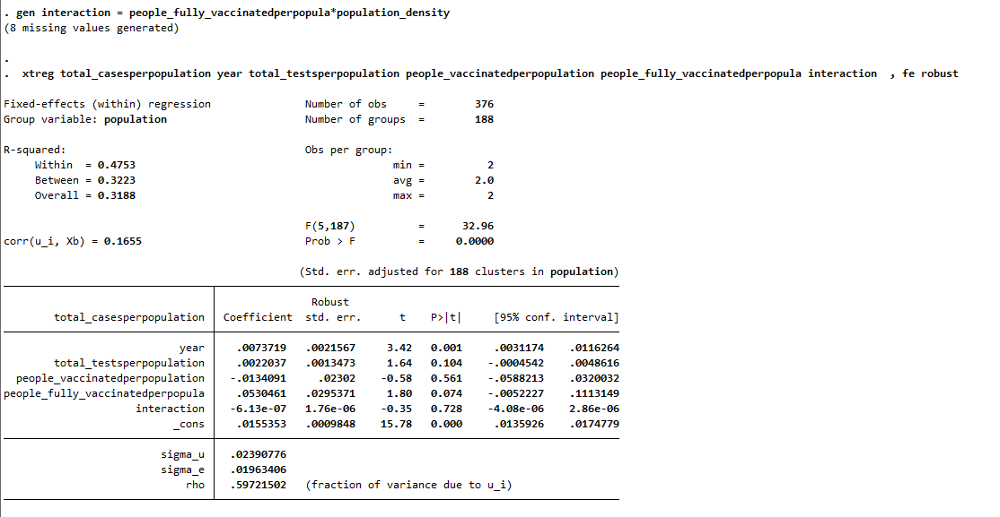 . gen interaction = people_fully_vaccinatedperpopula*population_density
(8 missing values generated)
.
. xtreg total_casesperpopulation year total_testsperpopulation people_vaccinatedperpopulation people_fully_vaccinatedperpopula interaction , fe robust
Fixed-effects (within) regression Number of obs = 376
Group variable: population Number of groups = 188
R-squared: Obs per group:
Within = 0.4753 min = 2
Between = 0.3223 avg = 2.0
Overall = 0.3188 max = 2
F(5,187) = 32.96
corr(u_i, Xb) = 0.1655 Prob > F = 0.0000
(Std. err. adjusted for 188 clusters in population)
Robust
total_casesperpopulation Coefficient std. err. t P>|t| [95% conf. interval]
year .0073719 .0021567 3.42 0.001 .0031174 .0116264
total_testsperpopulation .0022037 .0013473 1.64 0.104 -.0004542 .0048616
people_vaccinatedperpopulation -.0134091 .02302 -0.58 0.561 -.0588213 .0320032
people_fully_vaccinatedperpopula .0530461 .0295371 1.80 0.074 -.0052227 .1113149
interaction -6.13e-07 1.76e-06 -0.35 0.728 -4.08e-06 2.86e-06
_cons .0155353 .0009848 15.78 0.000 .0135926 .0174779
sigma_u .02390776
sigma_e .01963406
rho .59721502 (fraction of variance due to u_i)